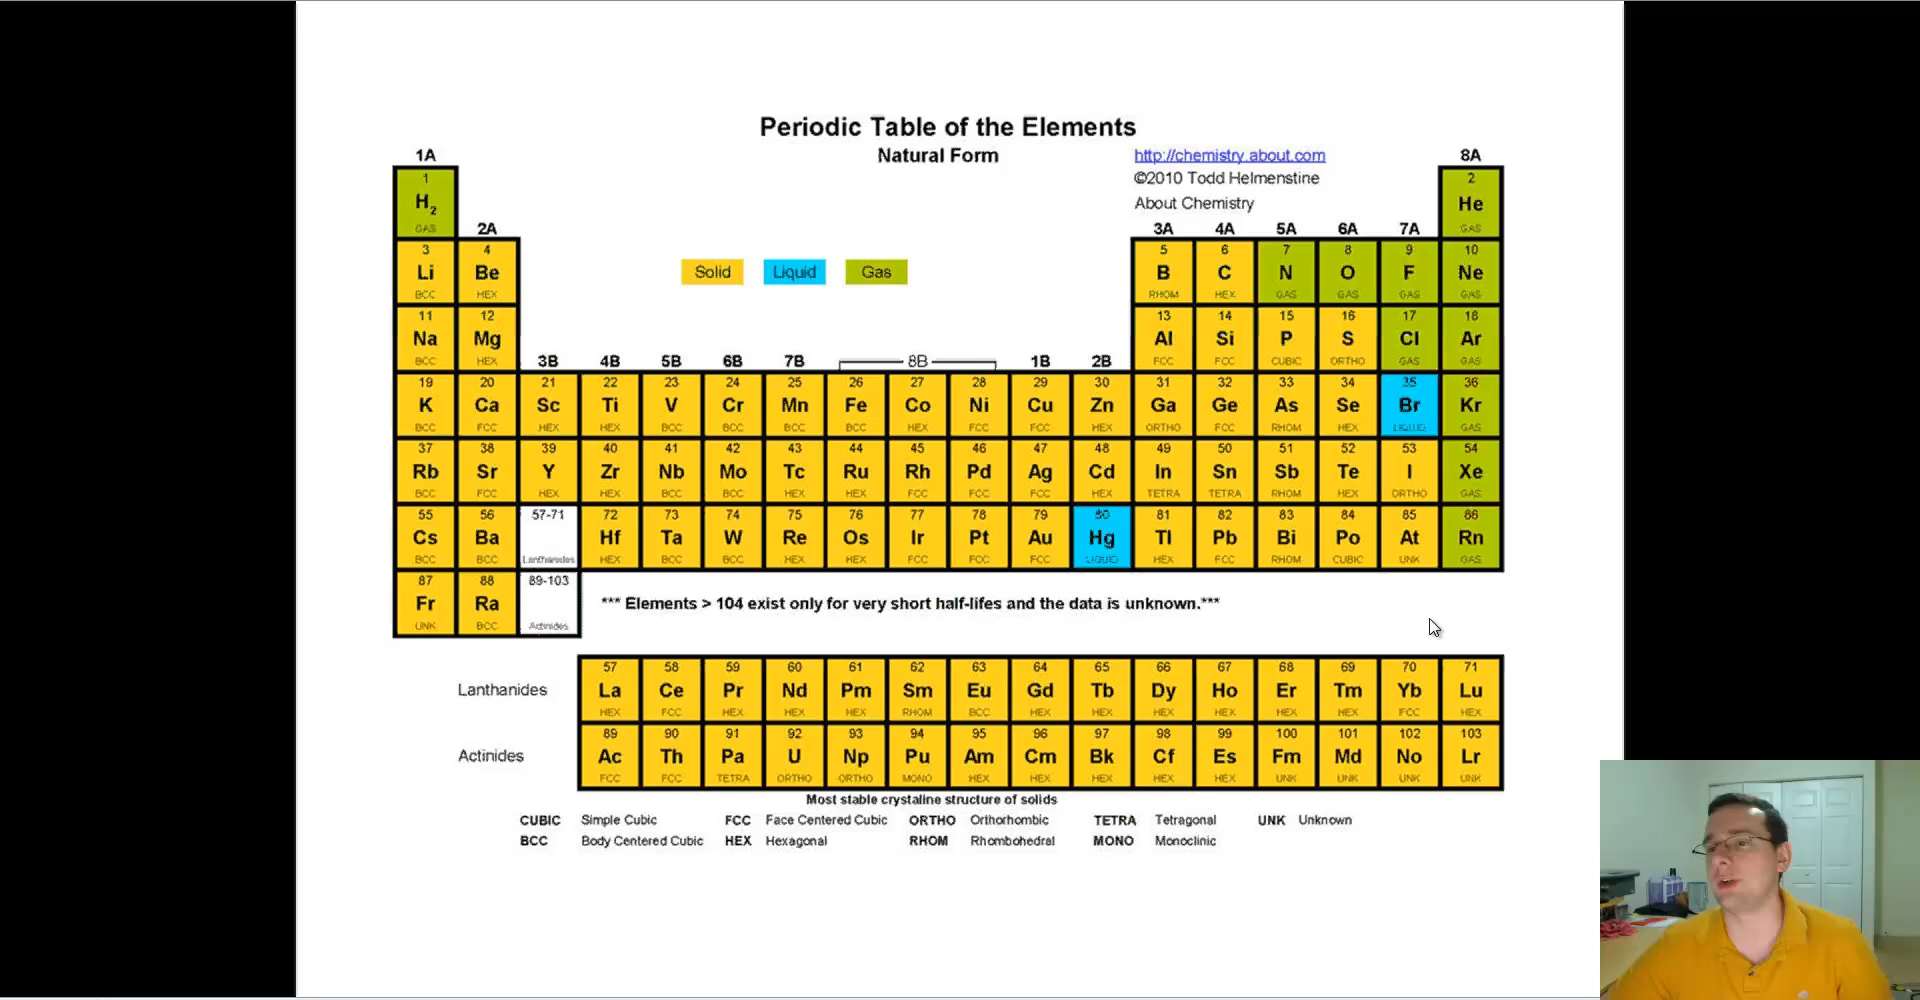 Periodic Table of the Elements
1A Natural Form http://chemistry.about.com 8A
1 ©2010 Todd Helmenstine 2
H2 About Chemistry He
GAS 2A 3A 4A 5A 6A 7A GAS
3 4 5 6 7 8 9 10
Li Be Solid Liquid Gas B C N O F Ne
BCC HEX RHOM HEX GAS GAS GAS GAS
11 12 13 14 15 16 17 18
Na Mg Al Si P S Cl Ar
BCC HEX 3B 4B 5B 6B 7B 8B 1B 2B FCC FCC CUBIC ORTHO GAS GAS
19 20 21 22 23 24 25 26 27 28 29 30 31 32 33 34 35 36
K Ca Sc Ti V Cr Mn Fe Co Ni Cu Zn Ga Ge As Se Br Kr
BCC FCC HEX HEX BCC BCC BCC BCC HEX FCC FCC HEX ORTHO FCC RHOM HEX LIQUID GAS
37 38 39 40 41 42 43 44 45 46 47 48 49 50 51 52 53 54
Rb Sr Y Zr Nb Mo Tc Ru Rh Pd Ag Cd In Sn Sb Te I Xe
BCC FCC HEX HEX BCC BCC HEX HEX FCC FCC FCC HEX TETRA TETRA RHOM HEX ORTHO GAS
55 56 57-71 72 73 74 75 76 77 78 79 80 81 82 83 84 85 86
Cs Ba Hf Ta W Re Os Ir Pt Au Hg Tl Pb Bi Po At Rn
BCC BCC Lanthanides HEX BCC BCC HEX HEX FCC FCC FCC LIQUID HEX FCC RHOM CUBIC UNK GAS
87 88 89-103
Fr Ra *** Elements > 104 exist only for very short half-lifes and the data is unknown.***
UNK BCC Actinides
57 58 59 60 61 62 63 64 65 66 67 68 69 70 71
Lanthanides La Ce Pr Nd Pm Sm Eu Gd Tb Dy Ho Er Tm Yb Lu
HEX FCC HEX HEX HEX RHOM BCC HEX HEX HEX HEX HEX HEX FCC HEX
89 90 91 92 93 94 95 96 97 98 99 100 101 102 103
Actinides Ac Th Pa U Np Pu Am Cm Bk Cf Es Fm Md No Lr
FCC FCC TETRA ORTHO ORTHO MONO HEX HEX HEX HEX HEX UNK UNK UNK UNK
Most stable crystaline structure of solids
CUBIC Simple Cubic FCC Face Centered Cubic ORTHO Orthorhombic TETRA Tetragonal UNK Unknown
BCC Body Centered Cubic HEX Hexagonal RHOM Rhombohedral MONO Monoclinic